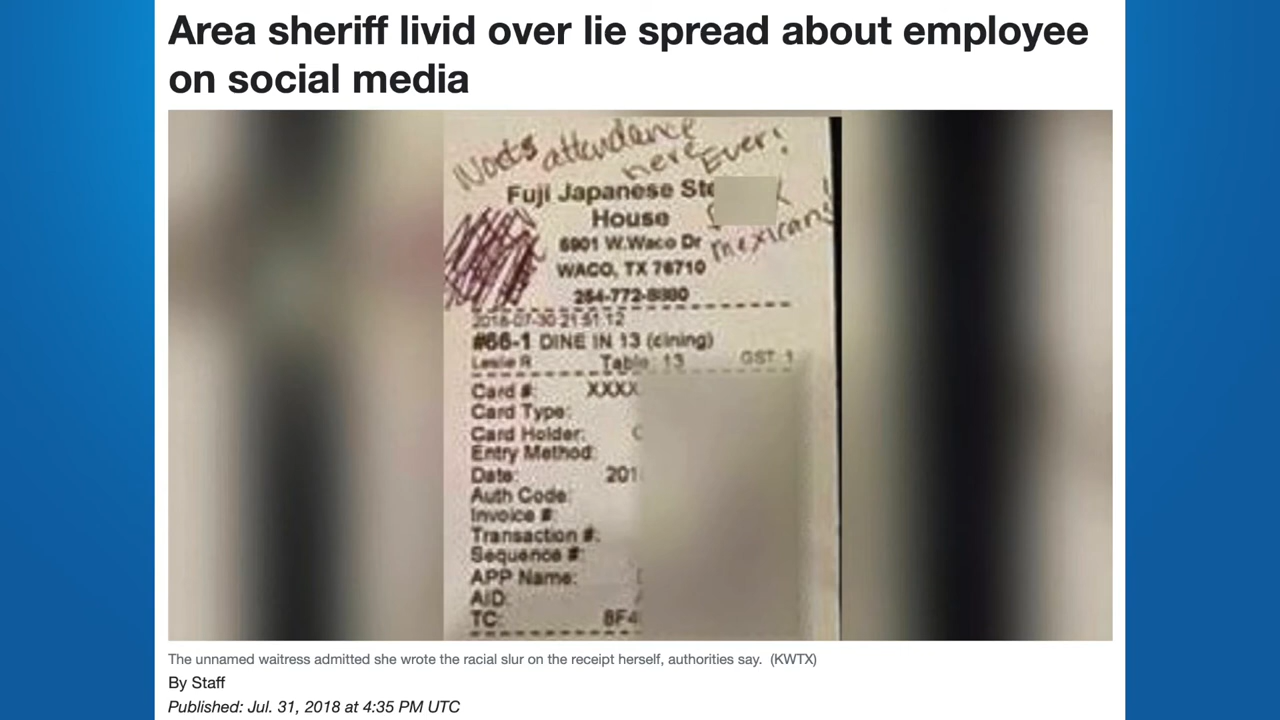 Area sheriff livid over lie spread about employee
on social media
attendance
here Ever!
Fuji Japanese Ste
House
mexicans!
6901 W.Waco Dr
WACO, TX 76710
254-772-8880
2018-07-30 21:51:12
#66-1 DINE IN 13 (dining)
Leslie R Table: 13 GST: 1
Card #: XXXX
Card Type:
Card Holder: C
Entry Method:
Date: 201
Auth Code:
Invoice #:
Transaction #:
Sequence #:
APP Name:
AID:
TC: 8F4
The unnamed waitress admitted she wrote the racial slur on the receipt herself, authorities say. (KWTX)
By Staff
Published: Jul. 31, 2018 at 4:35 PM UTC